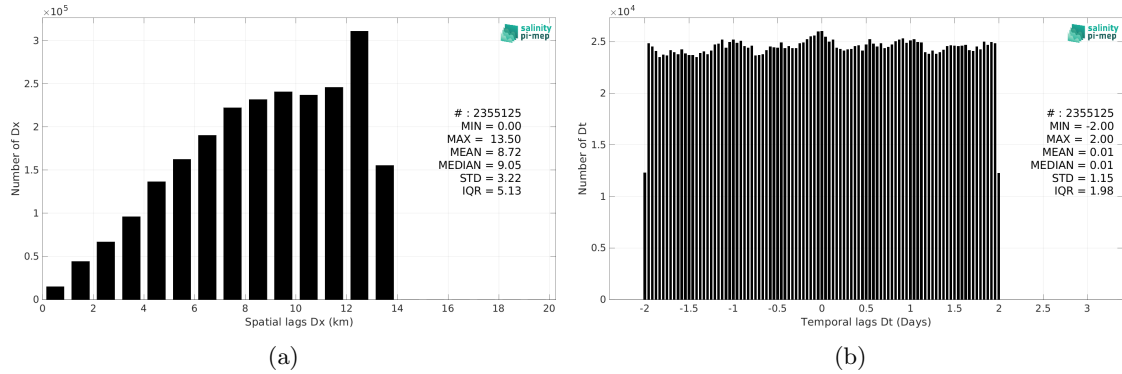 ×10⁵
3
2.5
2
1.5
1
0.5
0
Number of Dx
0 2 4 6 8 10 12 14 16 18 20
Spatial lags Dx (km)
salinity
pi-mep
# : 2355125
MIN = 0.00
MAX = 13.50
MEAN = 8.72
MEDIAN = 9.05
STD = 3.22
IQR = 5.13
(a)
×10⁴
2.5
2
1.5
1
0.5
0
Number of Dt
-2 -1.5 -1 -0.5 0 0.5 1 1.5 2 2.5 3
Temporal lags Dt (Days)
salinity
pi-mep
# : 2355125
MIN = -2.00
MAX = 2.00
MEAN = 0.01
MEDIAN = 0.01
STD = 1.15
IQR = 1.98
(b)